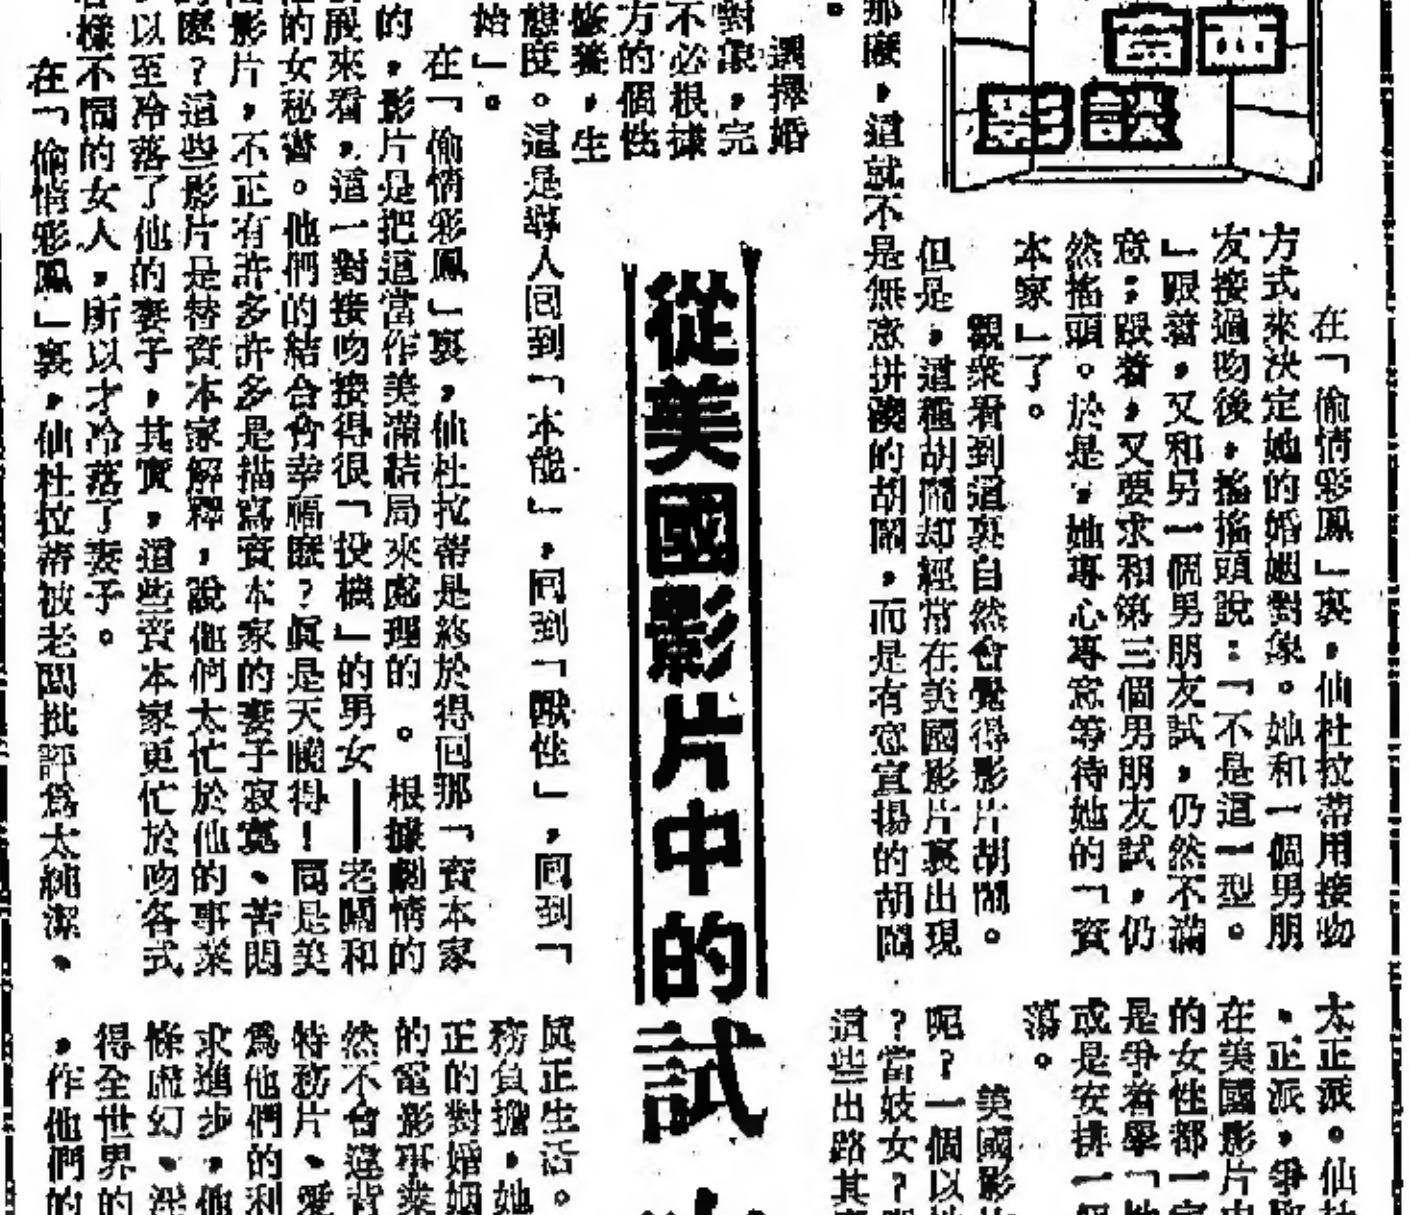 西窗
談影
在「偷情彩鳳」裏,仙杜拉蒂用接吻
方式來决定她的婚姻對象。她和一個男朋
友接過吻後,搖搖頭說:「不是這一型。
」跟着,又和另一個男朋友試,仍然不滿
意;跟着,又要求和第三個男朋友試,仍
然搖頭。於是,她專心專意等待她的「資
本家」了。
觀衆看到這裏自然會覺得影片胡鬧。
但是,這種胡鬧却經常在美國影片裏出現
那麼,這就不是無意拼湊的胡鬧,而是有意宣揚的胡鬧
。
從美國影片中的試
選擇婚
對象,完
不必根據
方的個性
修養,生
態度。這是導人回到「本能」,回到「獸性」,回到「
始」。
在「偷情彩鳳」裏,仙杜拉蒂是終於得回那「資本家
的,影片是把這當作美滿結局來處理的。根據劇情的
展來看,這一對接吻接得很「投機」的男女——老闆和
的女秘書。他們的結合會幸福麽?眞是天曉得!同是美
影片,不正有許多許多是描寫資本家的妻子寂寞、苦悶
麽?這些影片是替資本家解釋,說他們太忙於他的事業
以至冷落了他的妻子,其實,這些資本家更忙於吻各式
樣不同的女人,所以才冷落了妻子。
在「偷情彩鳳」裏,仙杜拉蒂被老闆批評爲太純潔、
太正派。仙
、正派,爭
在美國影片
的女性都一
是爭着舉「
或是安排一
蕩。
美國影
呢?一個以
?當妓女?
這些出路其
眞正生活。
務負擔,她
正的對婚姻
的電影事業
然不會違背
特務片、愛
爲他們的利
求進步,他
條虛幻、淫
得全世界的
,作他們的